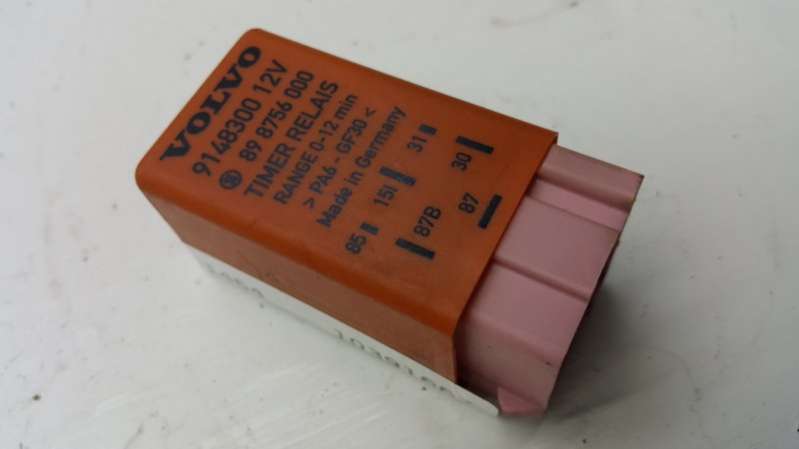 VOLVO
9148300 12V
89 8756 000
TIMER RELAIS
RANGE 0-12 min
> PA6 - GF30 <
Made in Germany
31
30
15I
87
87B
85